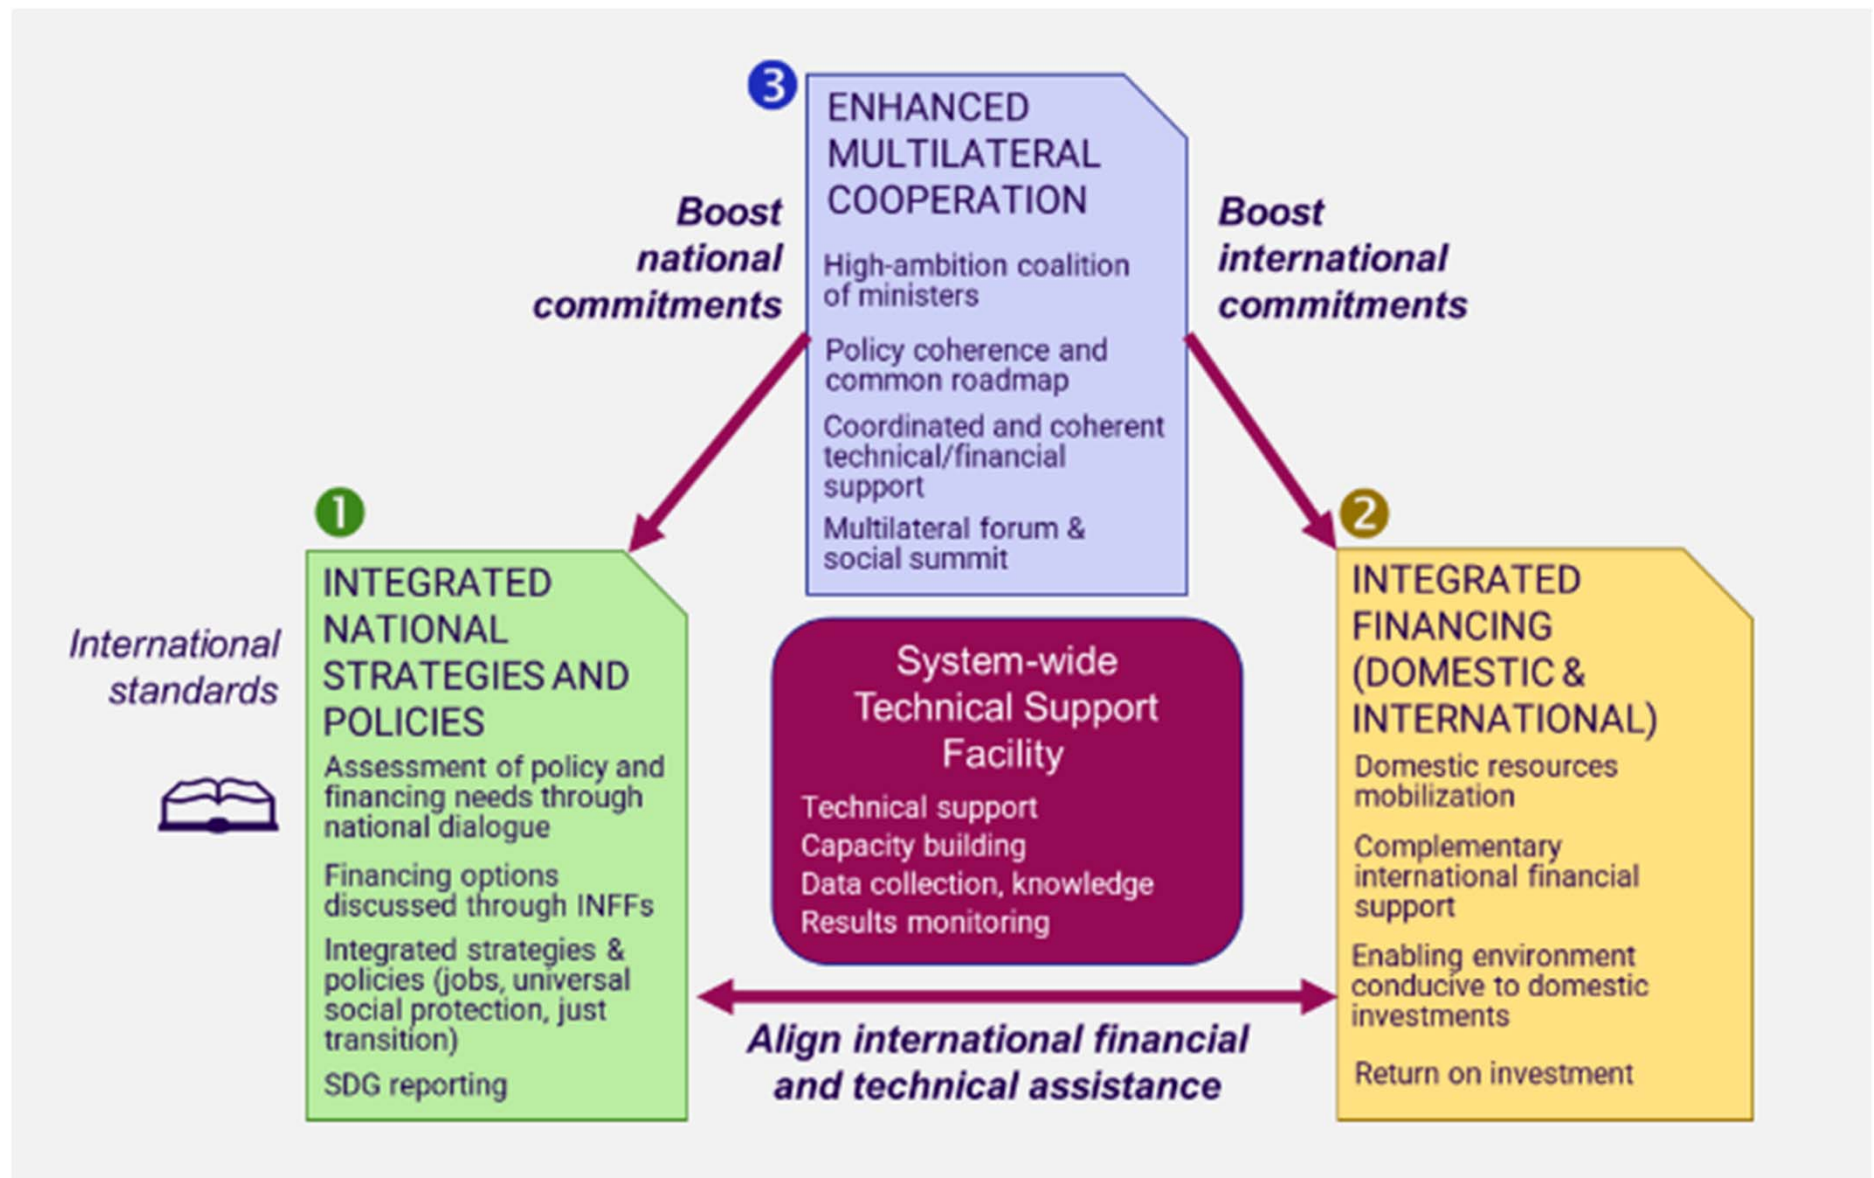 3
ENHANCED
MULTILATERAL
COOPERATION
High-ambition coalition
of ministers
Policy coherence and
common roadmap
Coordinated and coherent
technical/financial
support
Multilateral forum &
social summit
Boost
national
commitments
Boost
international
commitments
1
INTEGRATED
NATIONAL
STRATEGIES AND
POLICIES
Assessment of policy and
financing needs through
national dialogue
Financing options
discussed through INFFs
Integrated strategies &
policies (jobs, universal
social protection, just
transition)
SDG reporting
International
standards
System-wide
Technical Support
Facility
Technical support
Capacity building
Data collection, knowledge
Results monitoring
Align international financial
and technical assistance
2
INTEGRATED
FINANCING
(DOMESTIC &
INTERNATIONAL)
Domestic resources
mobilization
Complementary
international financial
support
Enabling environment
conducive to domestic
investments
Return on investment